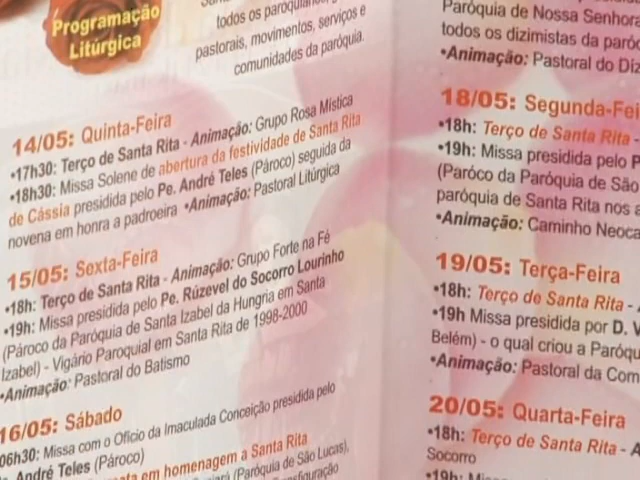 Programação
Litúrgica
todos os paroquianos
pastorais, movimentos, serviços e
comunidades da paróquia.
14/05: Quinta-Feira
•17h30: Terço de Santa Rita - Animação: Grupo Rosa Mística
•18h30: Missa Solene de abertura da festividade de Santa Rita
de Cássia presidida pelo Pe. André Teles (Pároco) seguida da
novena em honra a padroeira •Animação: Pastoral Litúrgica
15/05: Sexta-Feira
•18h: Terço de Santa Rita - Animação: Grupo Forte na Fé
•19h: Missa presidida pelo Pe. Rúzevel do Socorro Lourinho
(Pároco da Paróquia de Santa Izabel da Hungria em Santa
Izabel) - Vigário Paroquial em Santa Rita de 1998-2000
•Animação: Pastoral do Batismo
16/05: Sábado
06h30: Missa com o Ofício da Imaculada Conceição presidida pelo
André Teles (Pároco)
em homenagem a Santa Rita
(Paróquia de São Lucas),
Paróquia de Nossa Senhora
todos os dizimistas da paróq
•Animação: Pastoral do Diz
18/05: Segunda-Fei
•18h: Terço de Santa Rita -
•19h: Missa presidida pelo P
(Paróco da Paróquia de São
paróquia de Santa Rita nos a
•Animação: Caminho Neoca
19/05: Terça-Feira
•18h: Terço de Santa Rita - A
•19h Missa presidida por D. V
Belém) - o qual criou a Paróqu
•Animação: Pastoral da Com
20/05: Quarta-Feira
•18h: Terço de Santa Rita - A
Socorro
•19h: Mis